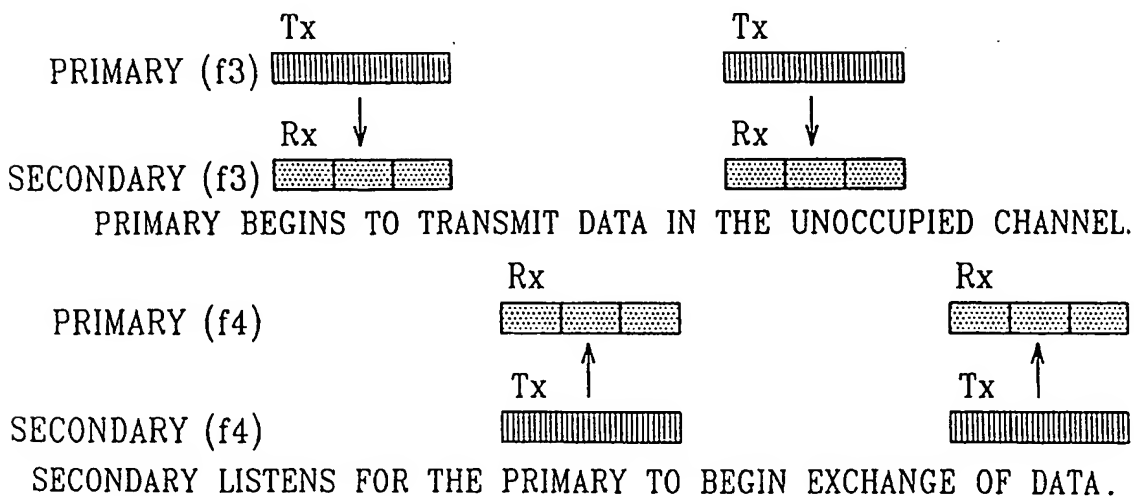 Tx Tx
PRIMARY (f3)
Rx Rx
SECONDARY (f3)
PRIMARY BEGINS TO TRANSMIT DATA IN THE UNOCCUPIED CHANNEL.
Rx Rx
PRIMARY (f4)
Tx Tx
SECONDARY (f4)
SECONDARY LISTENS FOR THE PRIMARY TO BEGIN EXCHANGE OF DATA.